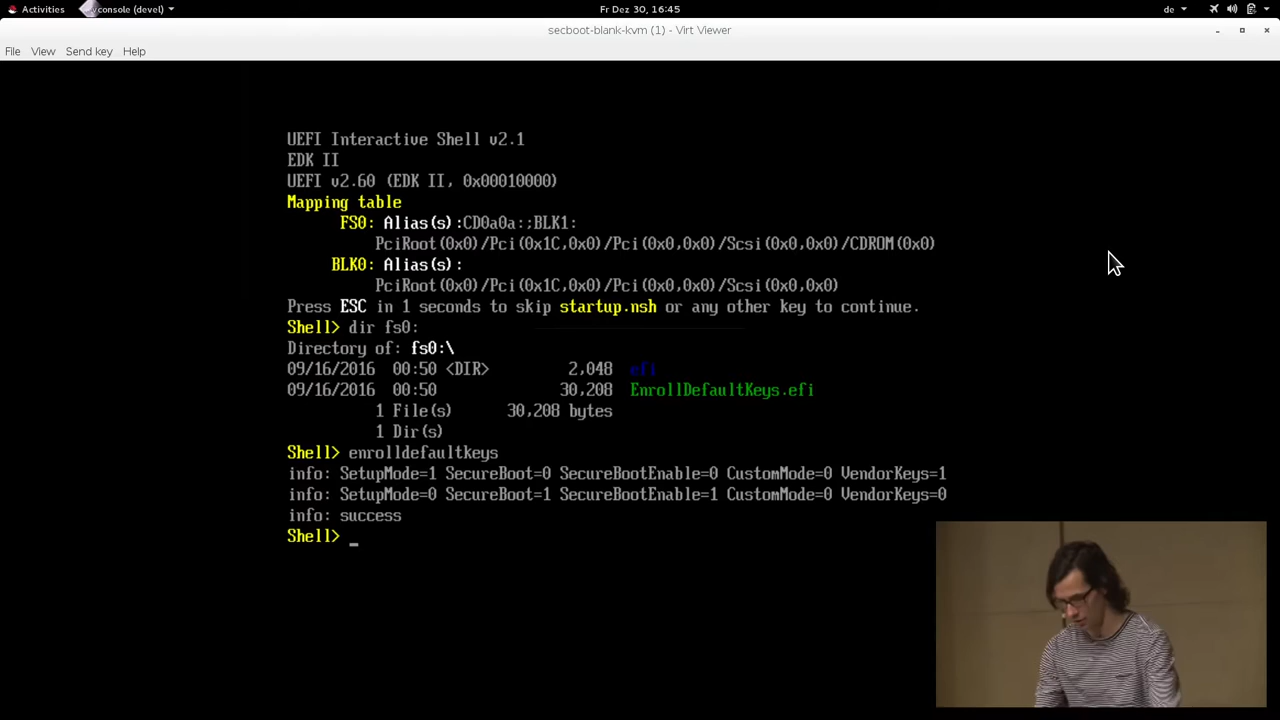 Activities
vconsole (devel)
Fr Dez 30, 16:45
de
secboot-blank-kvm (1) - Virt Viewer
File View Send key Help
UEFI Interactive Shell v2.1
EDK II
UEFI v2.60 (EDK II, 0x00010000)
Mapping table
FS0: Alias(s):CD0a0a:;BLK1:
PciRoot(0x0)/Pci(0x1C,0x0)/Pci(0x0,0x0)/Scsi(0x0,0x0)/CDROM(0x0)
BLK0: Alias(s):
PciRoot(0x0)/Pci(0x1C,0x0)/Pci(0x0,0x0)/Scsi(0x0,0x0)
Press ESC in 1 seconds to skip startup.nsh or any other key to continue.
Shell> dir fs0:
Directory of: fs0:\
09/16/2016 00:50 <DIR> 2,048 efi
09/16/2016 00:50 30,208 EnrollDefaultKeys.efi
1 File(s) 30,208 bytes
1 Dir(s)
Shell> enrolldefaultkeys
info: SetupMode=1 SecureBoot=0 SecureBootEnable=0 CustomMode=0 VendorKeys=1
info: SetupMode=0 SecureBoot=1 SecureBootEnable=1 CustomMode=0 VendorKeys=0
info: success
Shell> _